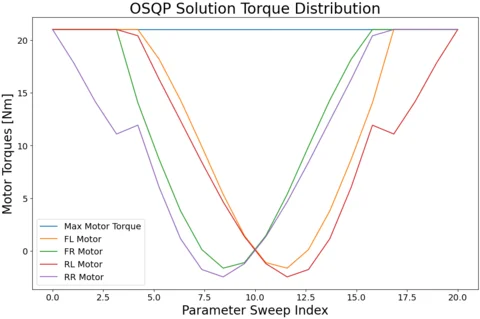 OSQP Solution Torque Distribution
Motor Torques [Nm]
20
15
10
5
0
Max Motor Torque
FL Motor
FR Motor
RL Motor
RR Motor
0.0 2.5 5.0 7.5 10.0 12.5 15.0 17.5 20.0
Parameter Sweep Index